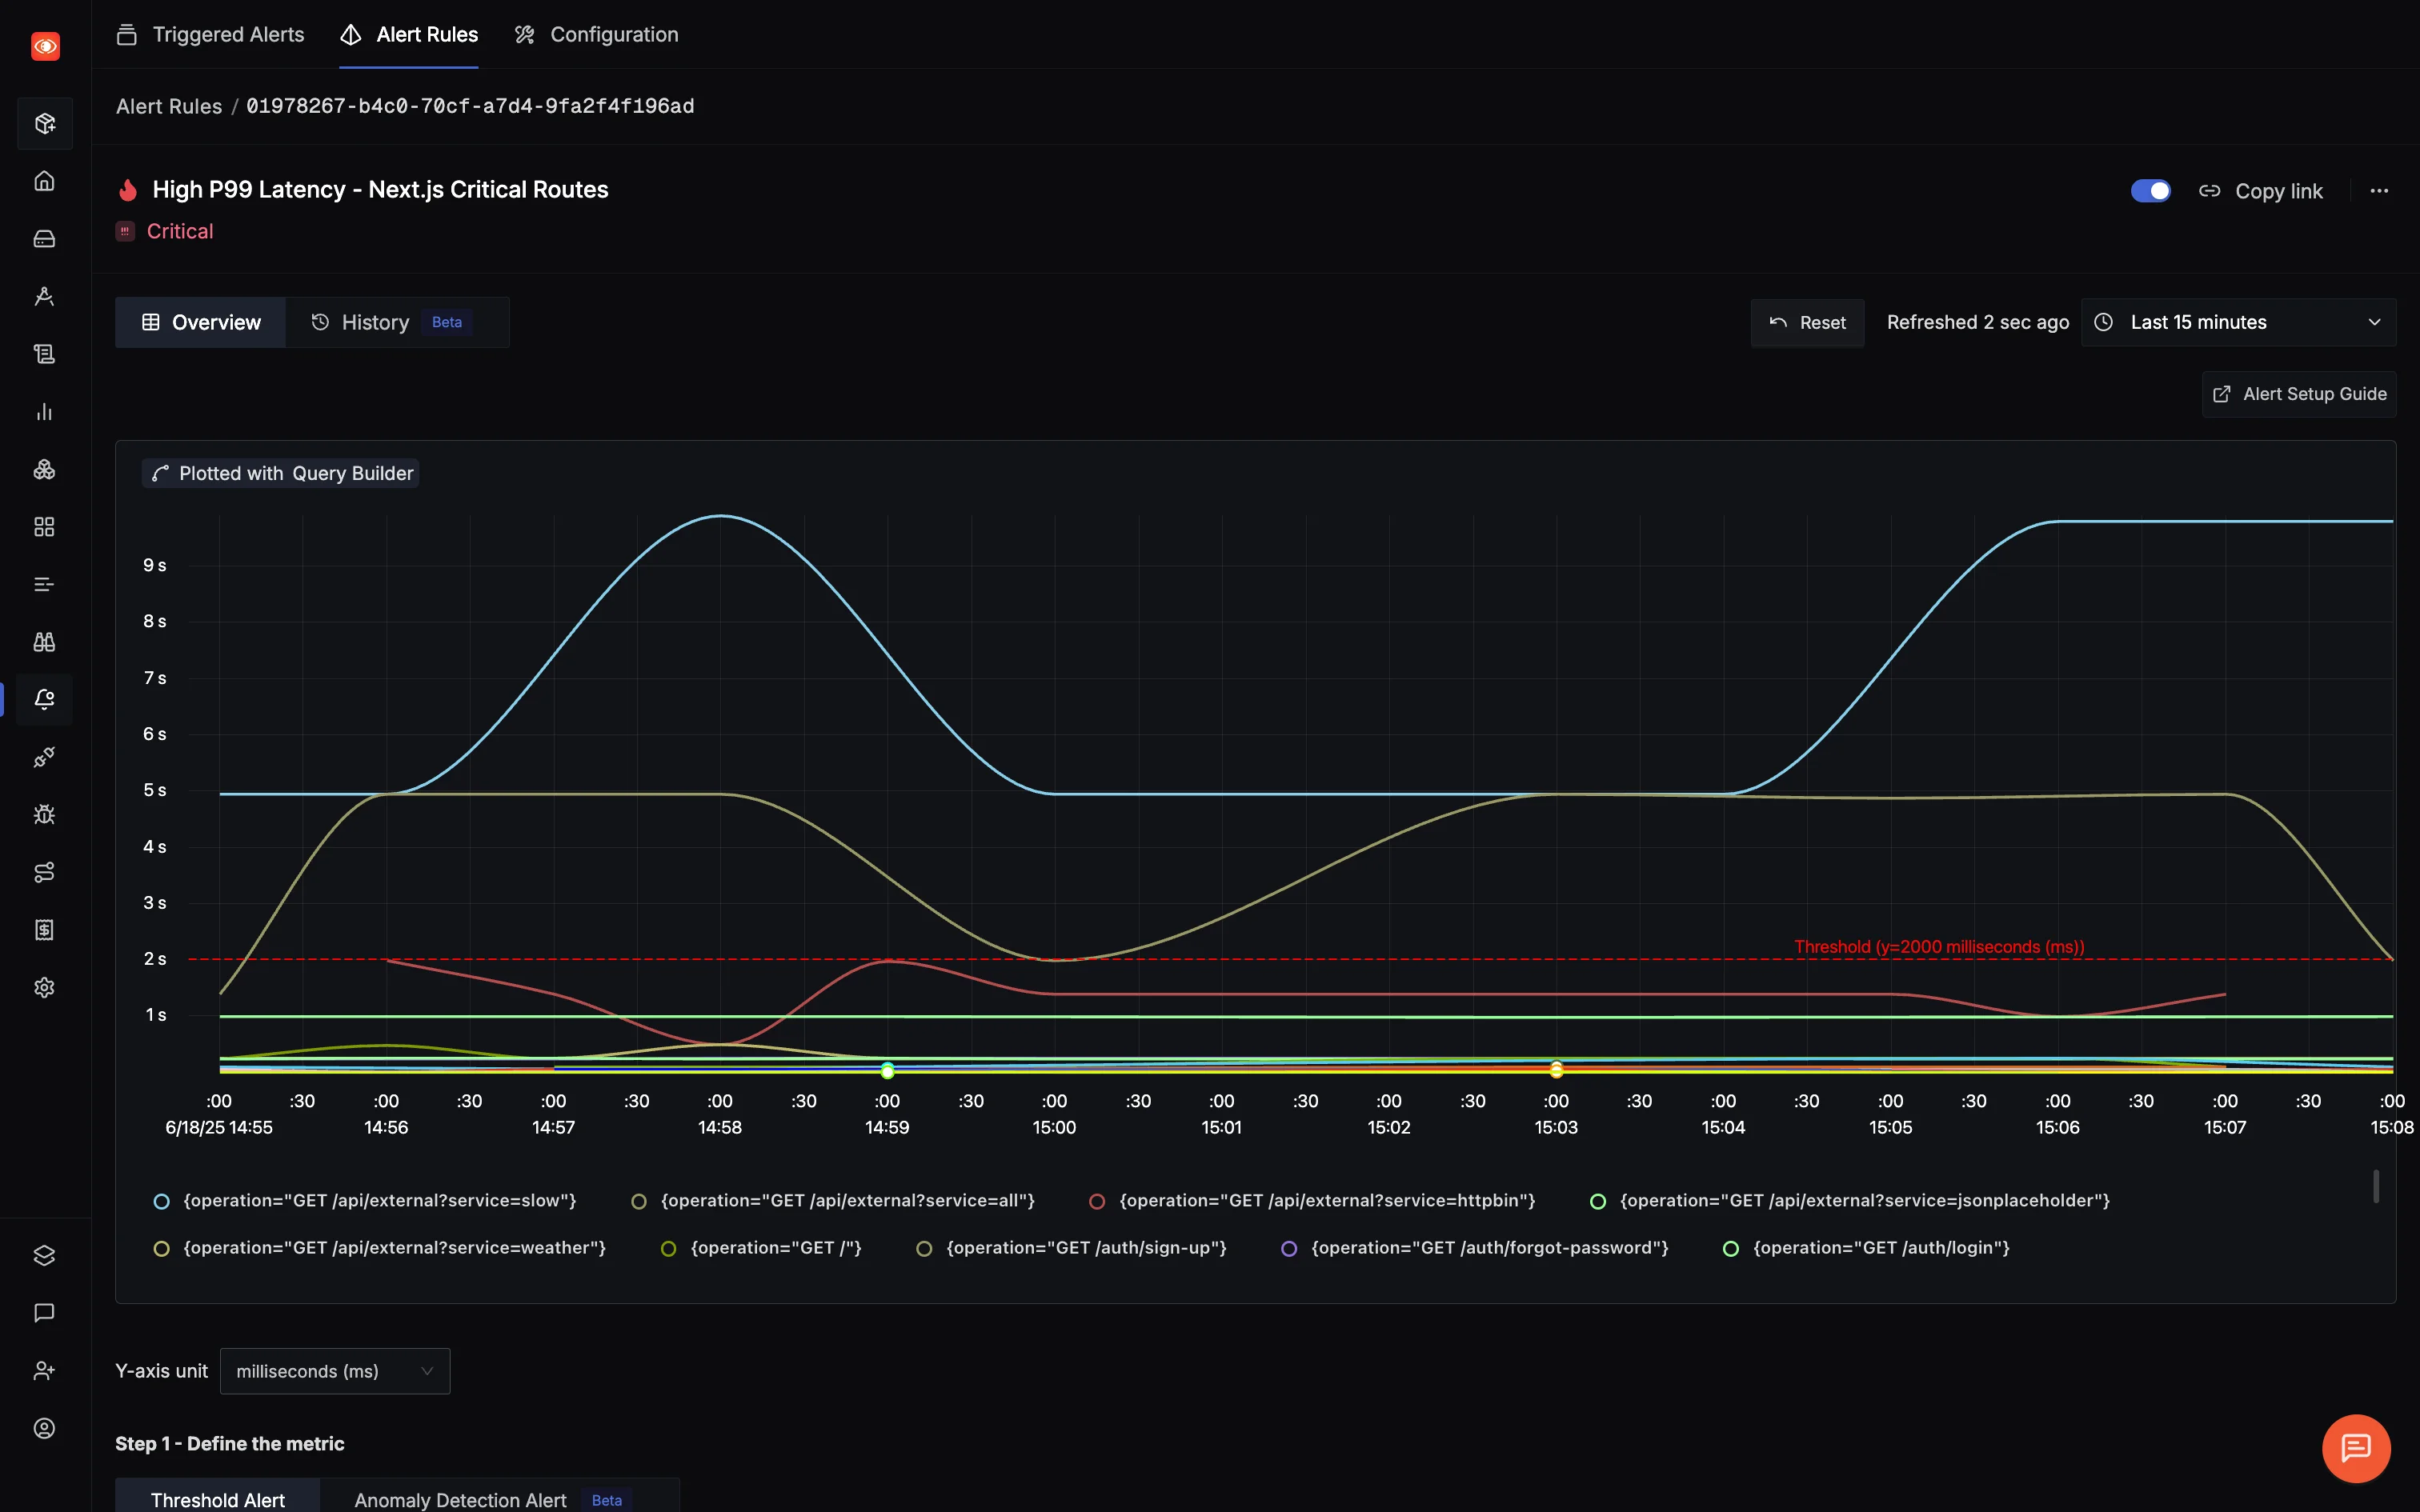 Triggered Alerts
Alert Rules
Configuration
Alert Rules / 01978267-b4c0-70cf-a7d4-9fa2f4f196ad
High P99 Latency - Next.js Critical Routes
Copy link
Critical
Overview
History Beta
Reset
Refreshed 2 sec ago
Last 15 minutes
Alert Setup Guide
Plotted with Query Builder
9 s
8 s
7 s
6 s
5 s
4 s
3 s
Threshold (y=2000 milliseconds (ms))
2 s
1 s
:00 :30 :00 :30 :00 :30 :00 :30 :00 :30 :00 :30 :00 :30 :00 :30 :00 :30 :00 :30 :00 :30 :00 :30 :00 :30 :00
6/18/25 14:55 14:56 14:57 14:58 14:59 15:00 15:01 15:02 15:03 15:04 15:05 15:06 15:07 15:08
{operation="GET /api/external?service=slow"} {operation="GET /api/external?service=all"} {operation="GET /api/external?service=httpbin"} {operation="GET /api/external?service=jsonplaceholder"}
{operation="GET /api/external?service=weather"} {operation="GET /"} {operation="GET /auth/sign-up"} {operation="GET /auth/forgot-password"} {operation="GET /auth/login"}
Y-axis unit milliseconds (ms)
Step 1 - Define the metric
Threshold Alert
Anomaly Detection Alert Beta